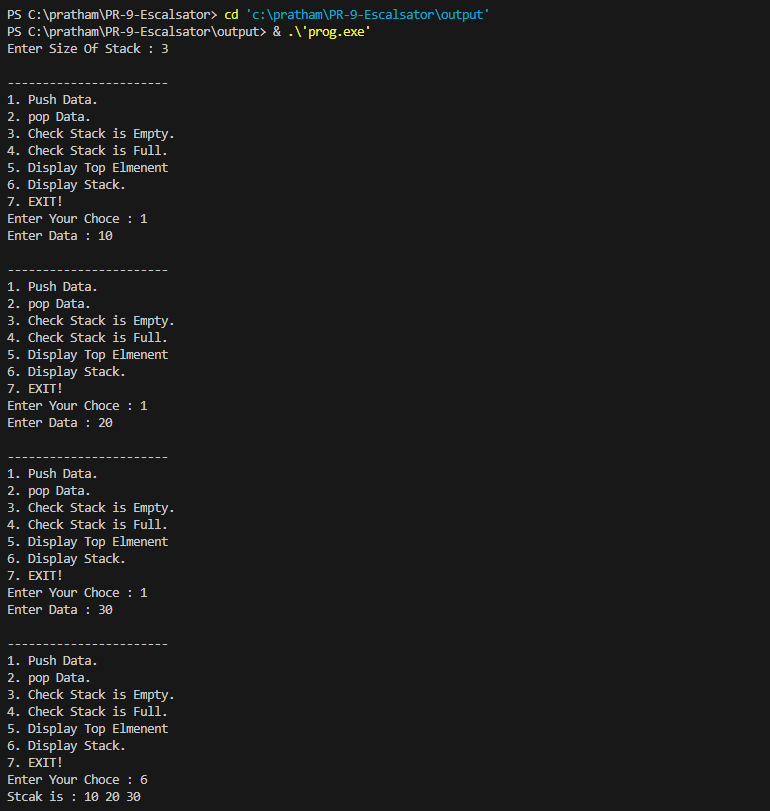 PS C:\pratham\PR-9-Escalsator> cd 'c:\pratham\PR-9-Escalsator\output'
PS C:\pratham\PR-9-Escalsator\output> & .\'prog.exe'
Enter Size Of Stack : 3
-----------------------
1. Push Data.
2. pop Data.
3. Check Stack is Empty.
4. Check Stack is Full.
5. Display Top Elmenent
6. Display Stack.
7. EXIT!
Enter Your Choce : 1
Enter Data : 10
-----------------------
1. Push Data.
2. pop Data.
3. Check Stack is Empty.
4. Check Stack is Full.
5. Display Top Elmenent
6. Display Stack.
7. EXIT!
Enter Your Choce : 1
Enter Data : 20
-----------------------
1. Push Data.
2. pop Data.
3. Check Stack is Empty.
4. Check Stack is Full.
5. Display Top Elmenent
6. Display Stack.
7. EXIT!
Enter Your Choce : 1
Enter Data : 30
-----------------------
1. Push Data.
2. pop Data.
3. Check Stack is Empty.
4. Check Stack is Full.
5. Display Top Elmenent
6. Display Stack.
7. EXIT!
Enter Your Choce : 6
Stcak is : 10 20 30